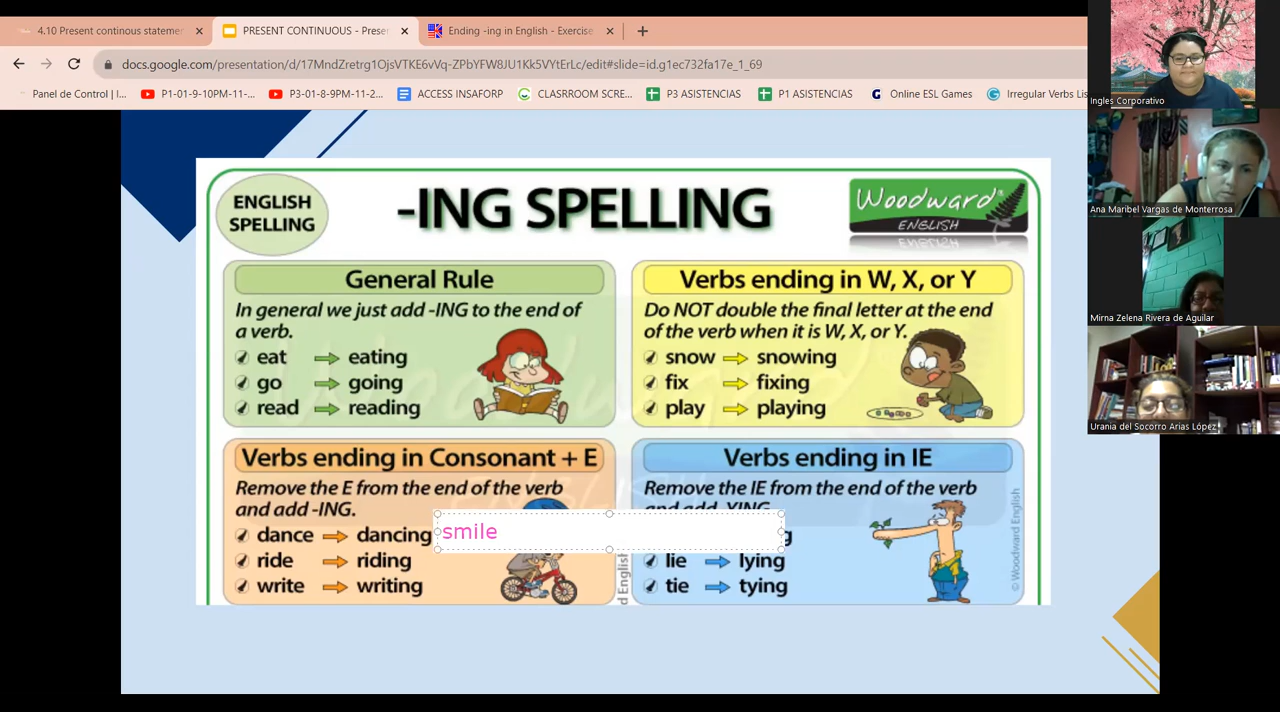 4.10 Present continous stateme
PRESENT CONTINUOUS - Prese
Ending -ing in English - Exercise
docs.google.com/presentation/d/17MndZretrg1OjsVTKE6vVq-ZPbYFW8JU1Kk5VYtErLc/edit#slide=id.g1ec732fa17e_1_69
Panel de Control | I... P1-01-9-10PM-11-... P3-01-8-9PM-11-2... ACCESS INSAFORP CLASRROOM SCRE... P3 ASISTENCIAS P1 ASISTENCIAS Online ESL Games Irregular Verbs Lis
Ingles Corporativo
Ana Maribel Vargas de Monterrosa
Mirna Zelena Rivera de Aguilar
Urania del Socorro Arias López
ENGLISH
SPELLING
-ING SPELLING
Woodward
ENGLISH
General Rule
In general we just add -ING to the end of
a verb.
eat eating
go going
read reading
Verbs ending in W, X, or Y
Do NOT double the final letter at the end
of the verb when it is W, X, or Y.
snow snowing
fix fixing
play playing
Verbs ending in Consonant + E
Remove the E from the end of the verb
and add -ING.
dance dancing
ride riding
write writing
smile
Verbs ending in IE
Remove the IE from the end of the verb
and add -YING.
lie lying
tie tying
© Woodward English